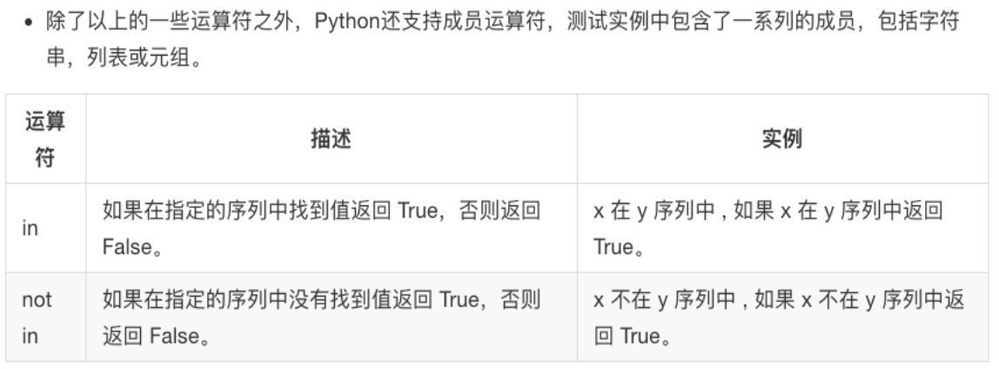 • 除了以上的一些运算符之外，Python还支持成员运算符，测试实例中包含了一系列的成员，包括字符
串，列表或元组。
运算
符
描述
实例
in
如果在指定的序列中找到值返回 True，否则返回
False。
x 在 y 序列中 , 如果 x 在 y 序列中返回
True。
not
in
如果在指定的序列中没有找到值返回 True，否则
返回 False。
x 不在 y 序列中 , 如果 x 不在 y 序列中返
回 True。